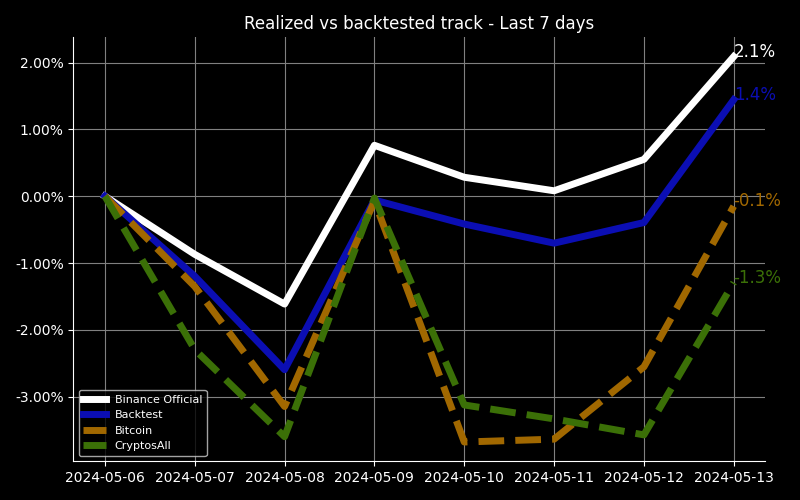 Realized vs backtested track - Last 7 days
2.00%
1.00%
0.00%
-1.00%
-2.00%
-3.00%
2.1%
1.4%
-0.1%
-1.3%
Binance Official
Backtest
Bitcoin
CryptosAll
2024-05-06 2024-05-07 2024-05-08 2024-05-09 2024-05-10 2024-05-11 2024-05-12 2024-05-13